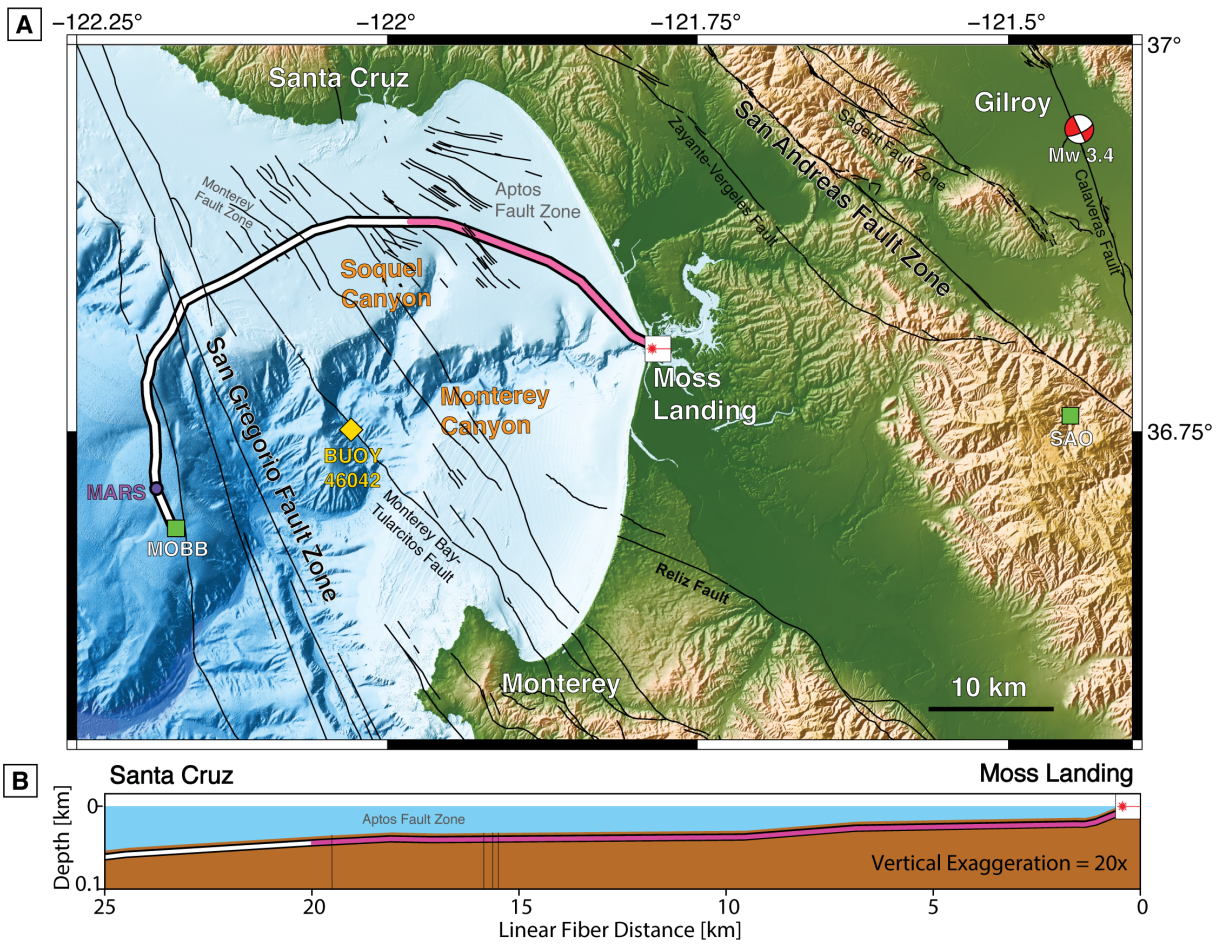 A
−122.25°
−122°
−121.75°
−121.5°
37°
Santa Cruz
Gilroy
Mw 3.4
San Andreas Fault Zone
Sagent Fault Zone
Zayante-Vergeles Fault
Calaveras Fault
Monterey
Fault Zone
Aptos
Fault Zone
Soquel
Canyon
Moss
Landing
Monterey
Canyon
36.75°
SAO
BUOY
46042
MARS
MOBB
San Gregorio Fault Zone
Monterey Bay-
Tularcitos Fault
Reliz Fault
Monterey
10 km
B
Santa Cruz
Moss Landing
Depth [km]
0
0.1
Aptos Fault Zone
Vertical Exaggeration = 20x
25
20
15
10
5
0
Linear Fiber Distance [km]